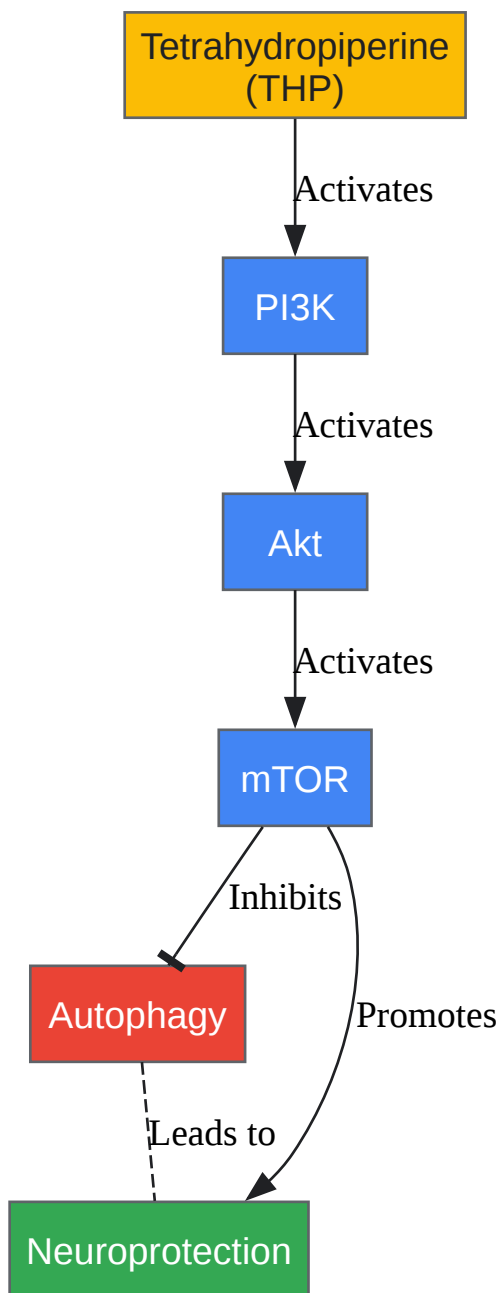 Tetrahydropiperine
(THP)
Activates
PI3K
Activates
Akt
Activates
mTOR
Inhibits
Autophagy
Promotes
Leads to
Neuroprotection